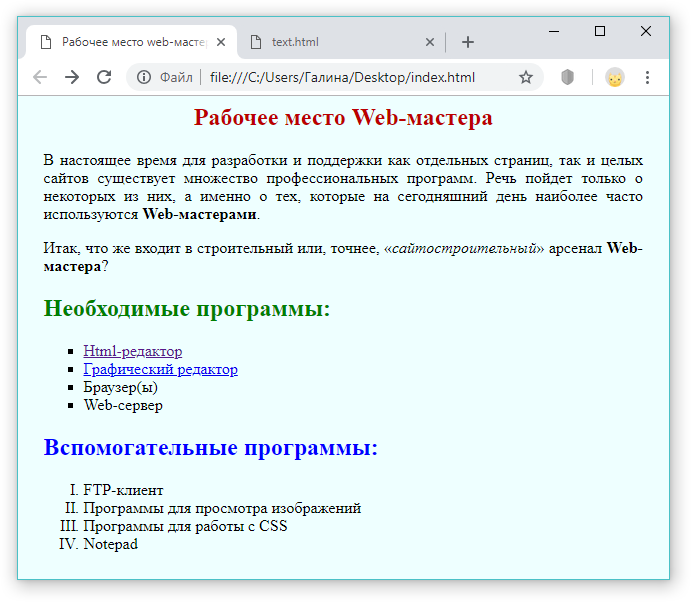 Рабочее место web-масте
text.html
Файл
file:///C:/Users/Галина/Desktop/index.html
Рабочее место Web-мастера
В настоящее время для разработки и поддержки как отдельных страниц, так и целых
сайтов существует множество профессиональных программ. Речь пойдет только о
некоторых из них, а именно о тех, которые на сегодняшний день наиболее часто
используются Web-мастерами.
Итак, что же входит в строительный или, точнее, «сайтостроительный» арсенал Web-
мастера?
Необходимые программы:
Html-редактор
Графический редактор
Браузер(ы)
Web-сервер
Вспомогательные программы:
I. FTP-клиент
II. Программы для просмотра изображений
III. Программы для работы с CSS
IV. Notepad